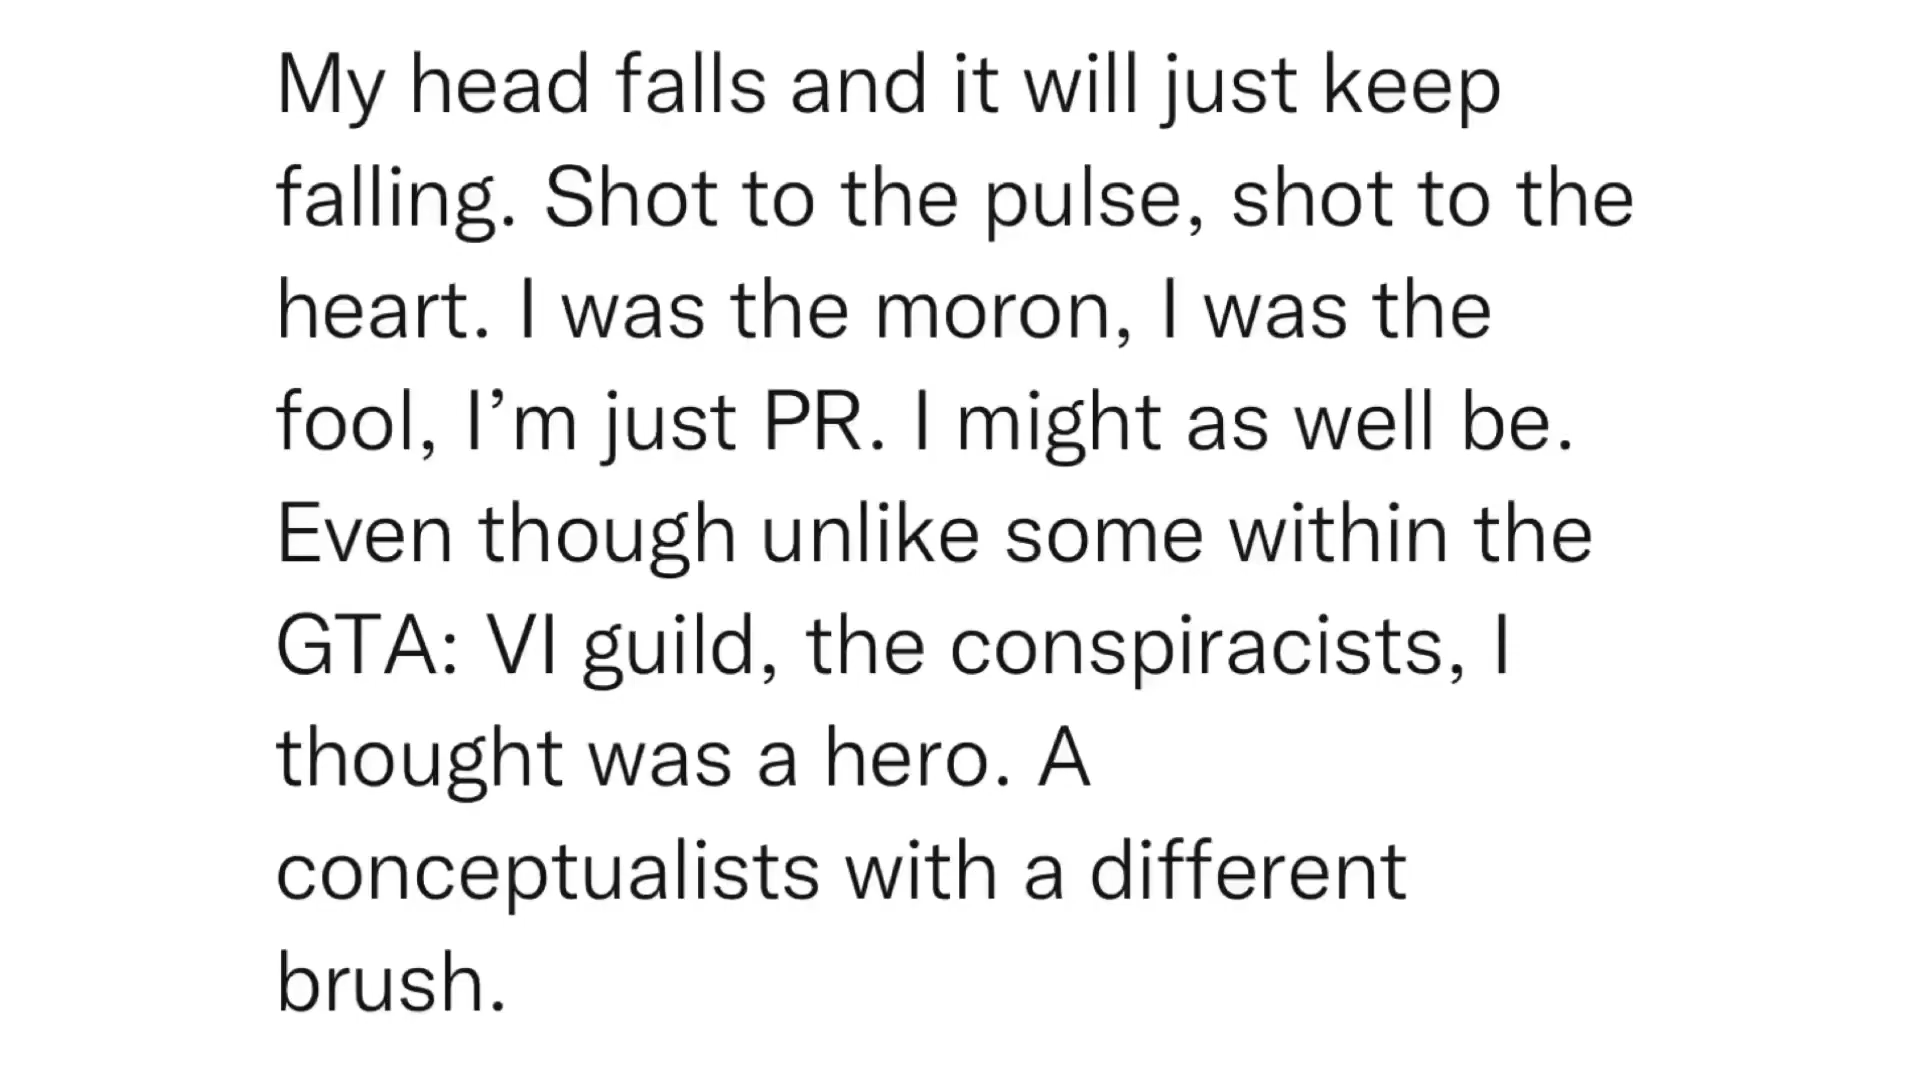 My head falls and it will just keep
falling. Shot to the pulse, shot to the
heart. I was the moron, I was the
fool, I’m just PR. I might as well be.
Even though unlike some within the
GTA: VI guild, the conspiracists, I
thought was a hero. A
conceptualists with a different
brush.